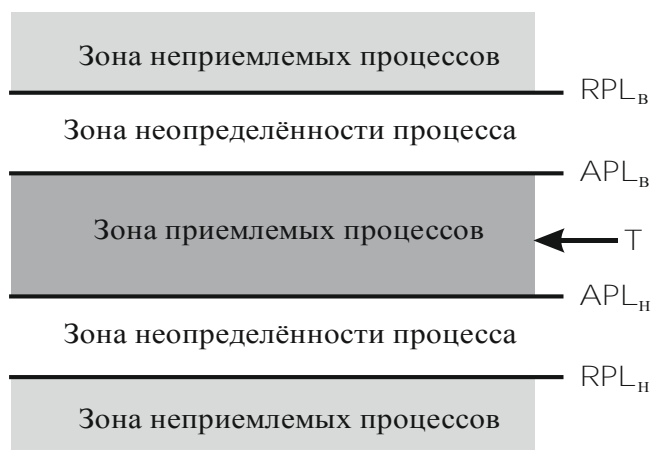 Зона неприемлемых процессов
RPLв
Зона неопределённости процесса
APLв
Зона приемлемых процессов
T
APLн
Зона неопределённости процесса
RPLн
Зона неприемлемых процессов